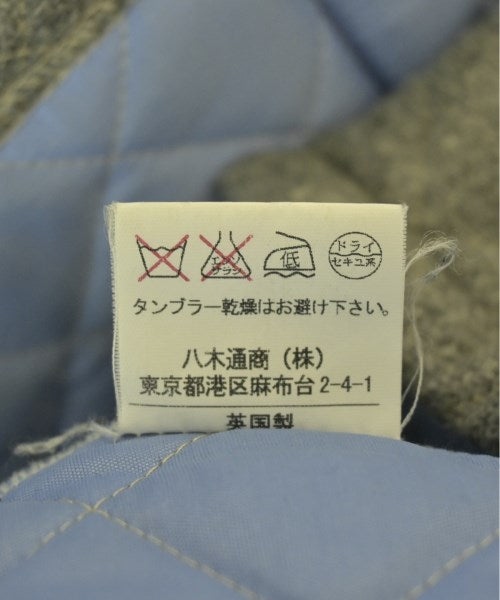 エンソ
サラシ
低
ドライ
セキユ系
タンブラー乾燥はお避け下さい。
八木通商（株）
東京都港区麻布台2-4-1
英国製